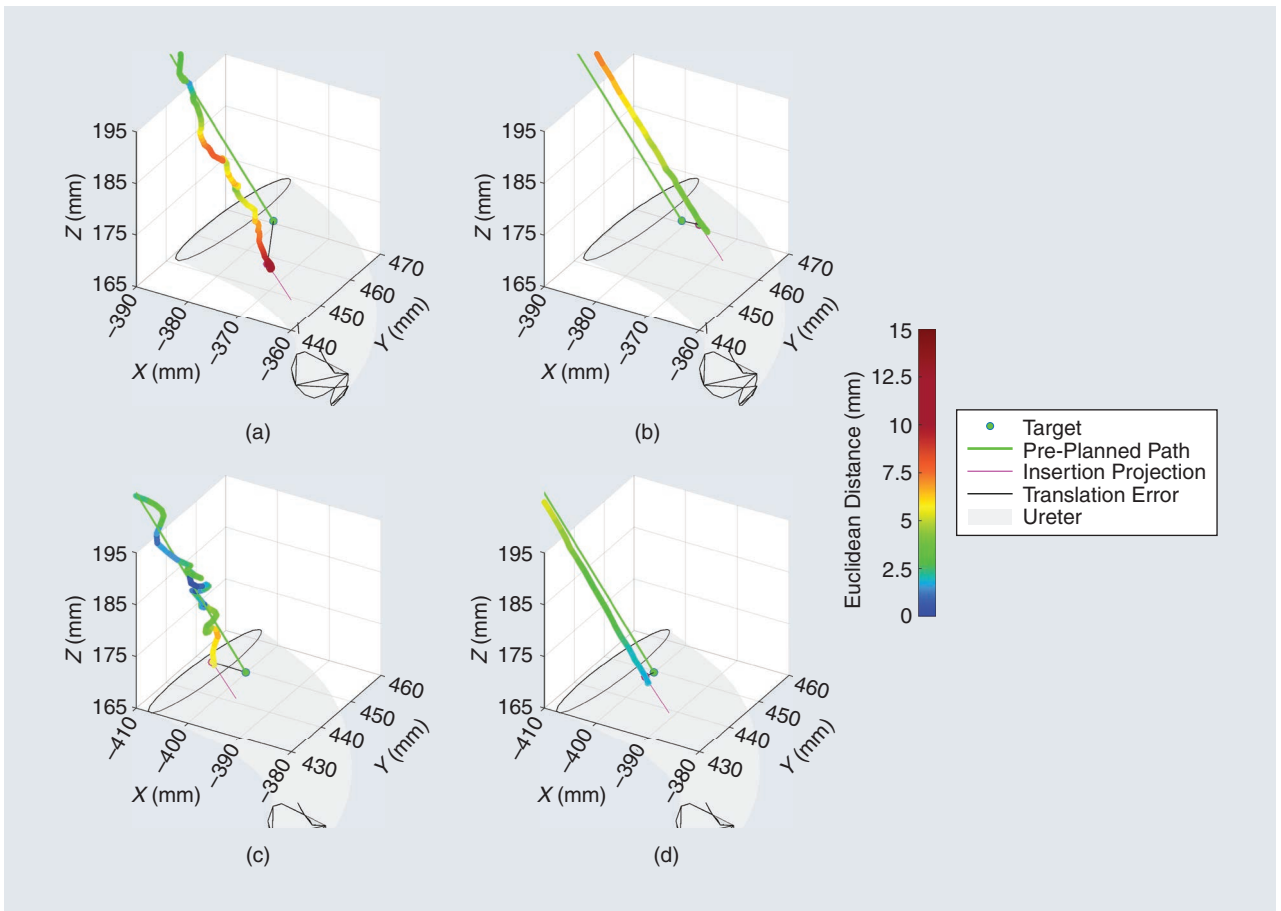 195
185
175
165
Z (mm)
–390
–380
–370
–360
X (mm)
440
450
460
470
Y (mm)
(a)
195
185
175
165
Z (mm)
–390
–380
–370
–360
X (mm)
440
450
460
470
Y (mm)
(b)
15
12.5
10
7.5
5
2.5
0
Euclidean Distance (mm)
Target
Pre-Planned Path
Insertion Projection
Translation Error
Ureter
195
185
175
165
Z (mm)
–410
–400
–390
–380
X (mm)
430
440
450
460
Y (mm)
(c)
195
185
175
165
Z (mm)
–410
–400
–390
–380
X (mm)
430
440
450
460
Y (mm)
(d)